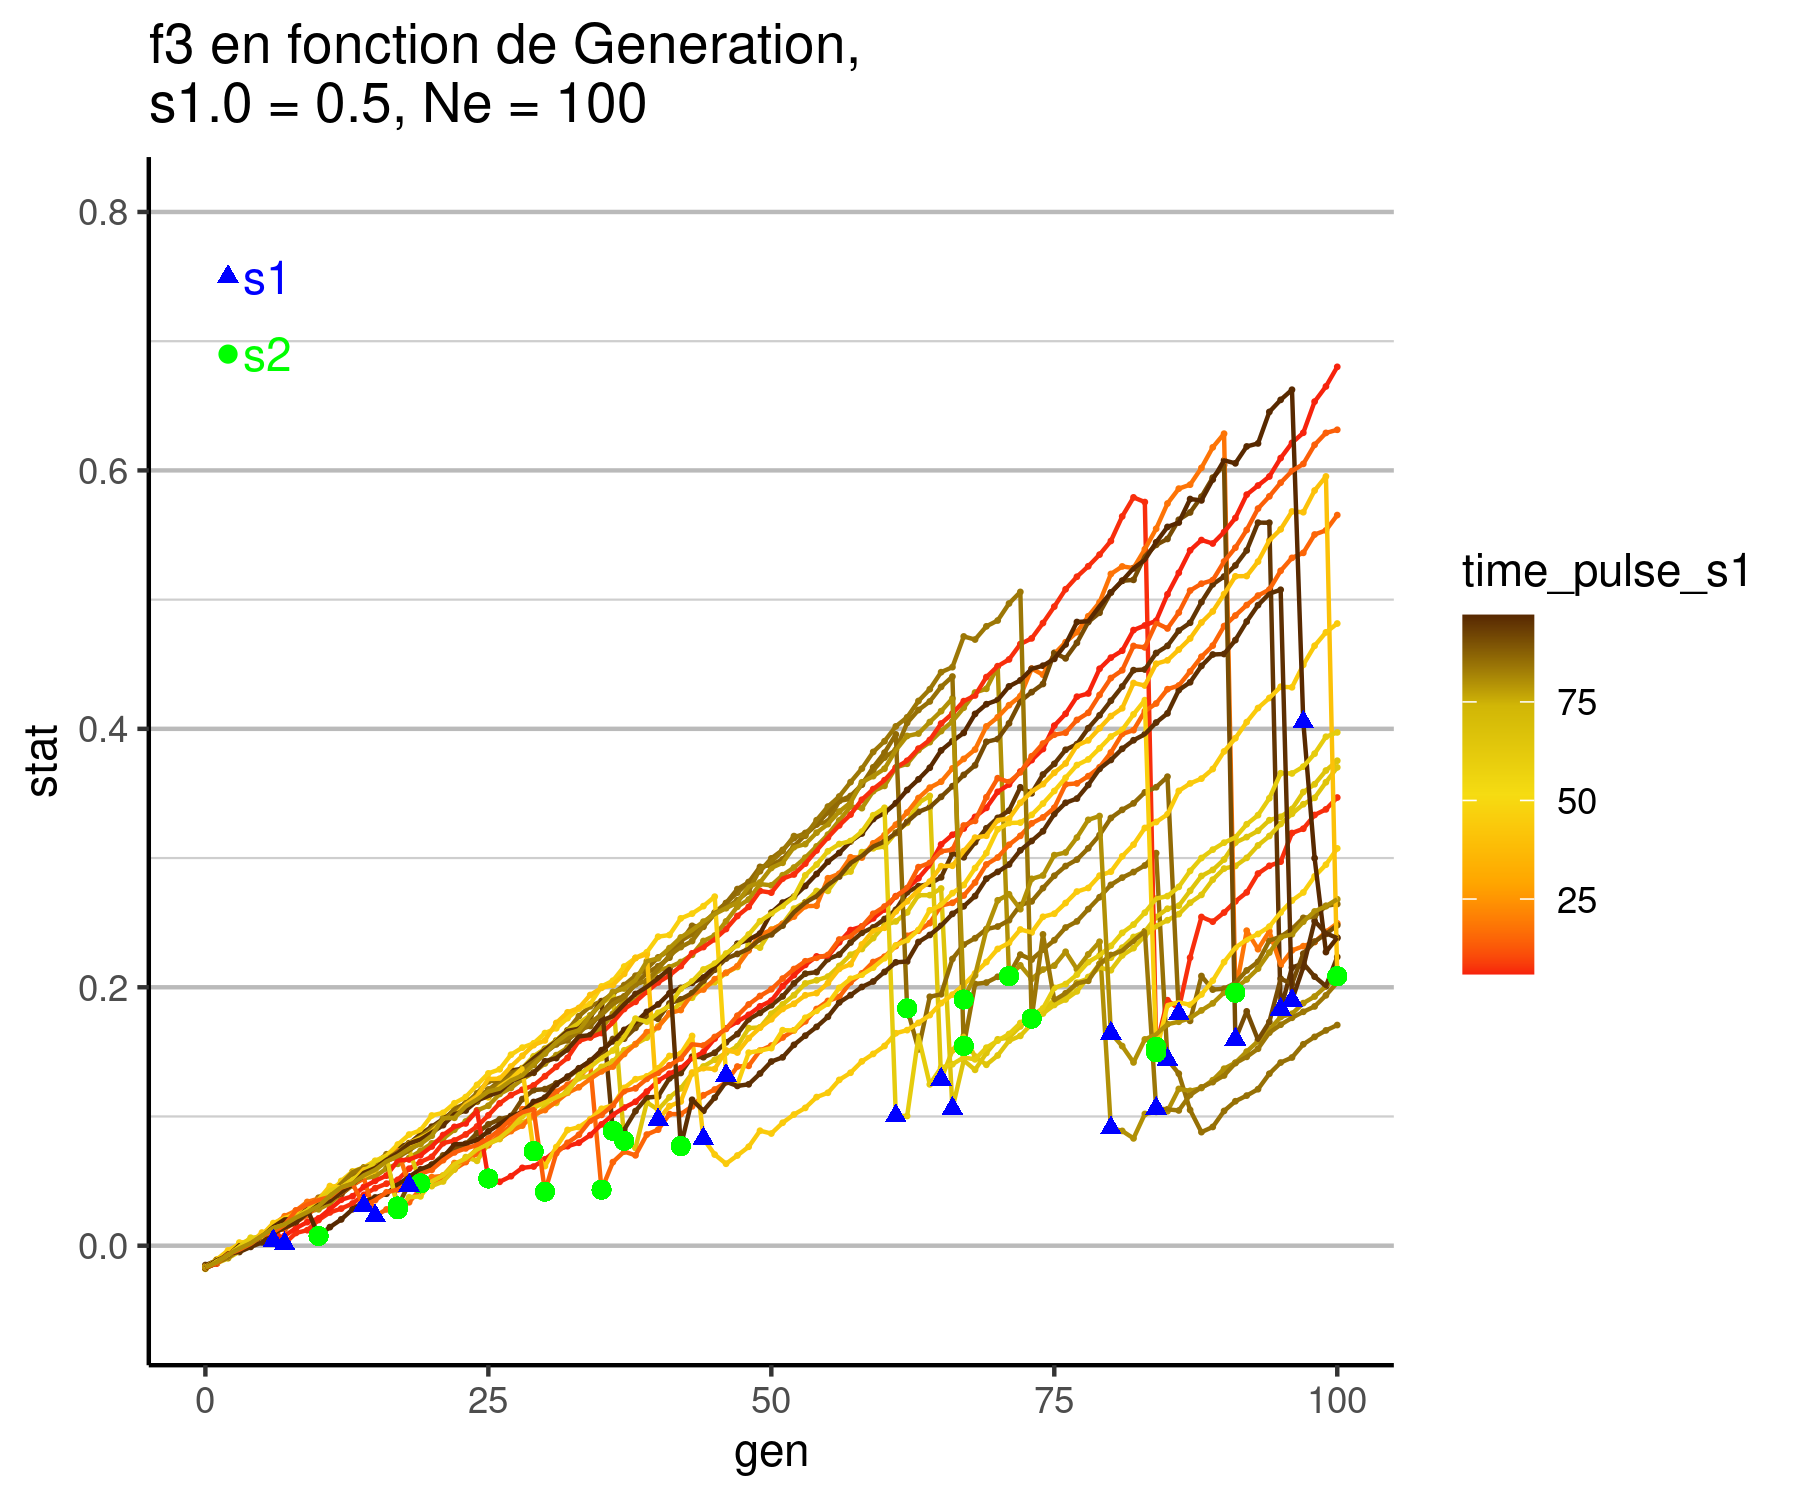 f3 en fonction de Generation,
s1.0 = 0.5, Ne = 100
0.8
s1
s2
0.6
0.4
0.2
0.0
stat
0 25 50 75 100
gen
time_pulse_s1
75
50
25